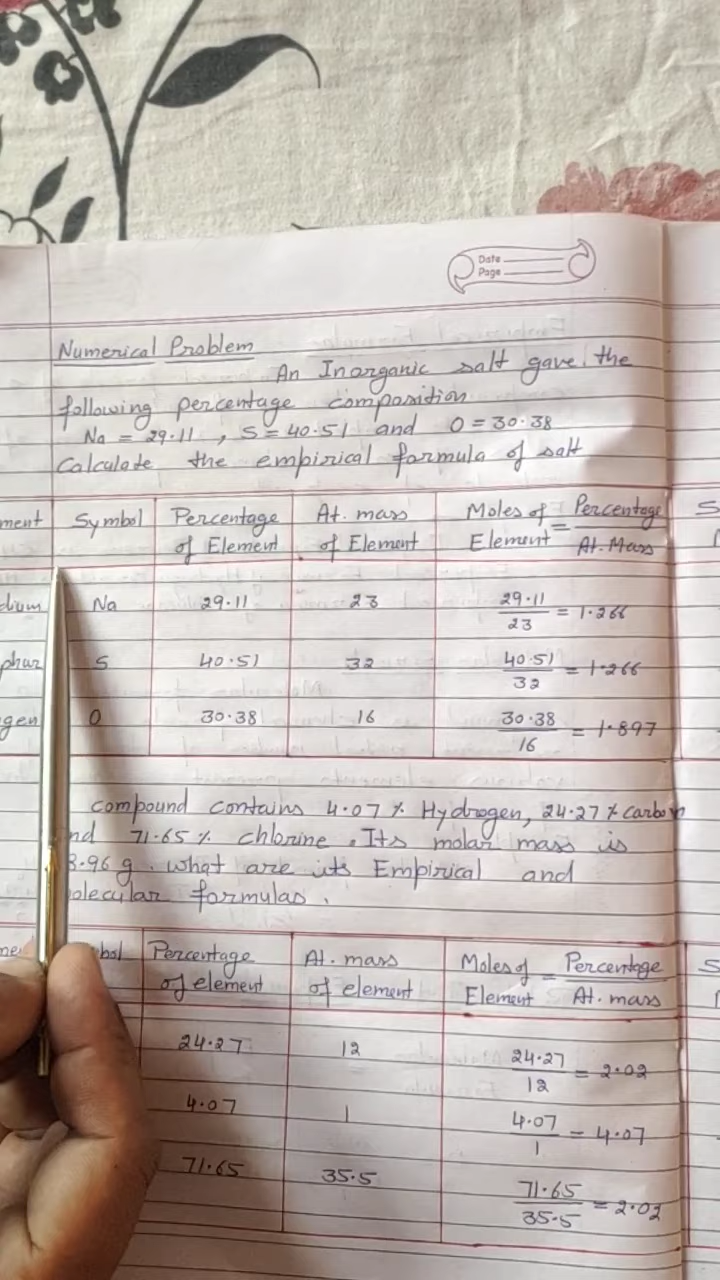 Date
Page
Numerical Problem
An Inorganic salt gave the
following percentage composition
Na = 29.11 , S = 40.51 and O = 30.38
Calculate the empirical formula of salt
ment Symbol Percentage of Element At. mass of Element Moles of Element = Percentage / At. Mass S
dium Na 29.11 23 29.11 / 23 = 1.266
phur S 40.51 32 40.51 / 32 = 1.266
gen O 30.38 16 30.38 / 16 = 1.897
compound contains 4.07 % Hydrogen, 24.27 % carbon
nd 71.65 % chlorine . Its molar mass is
8.96 g . what are its Empirical and
olecular formulas .
bol Percentage of element At. mass of element Moles of Element = Percentage / At. mass S
24.27 12 24.27 / 12 = 2.02
4.07 1 4.07 / 1 = 4.07
71.65 35.5 71.65 / 35.5 = 2.02